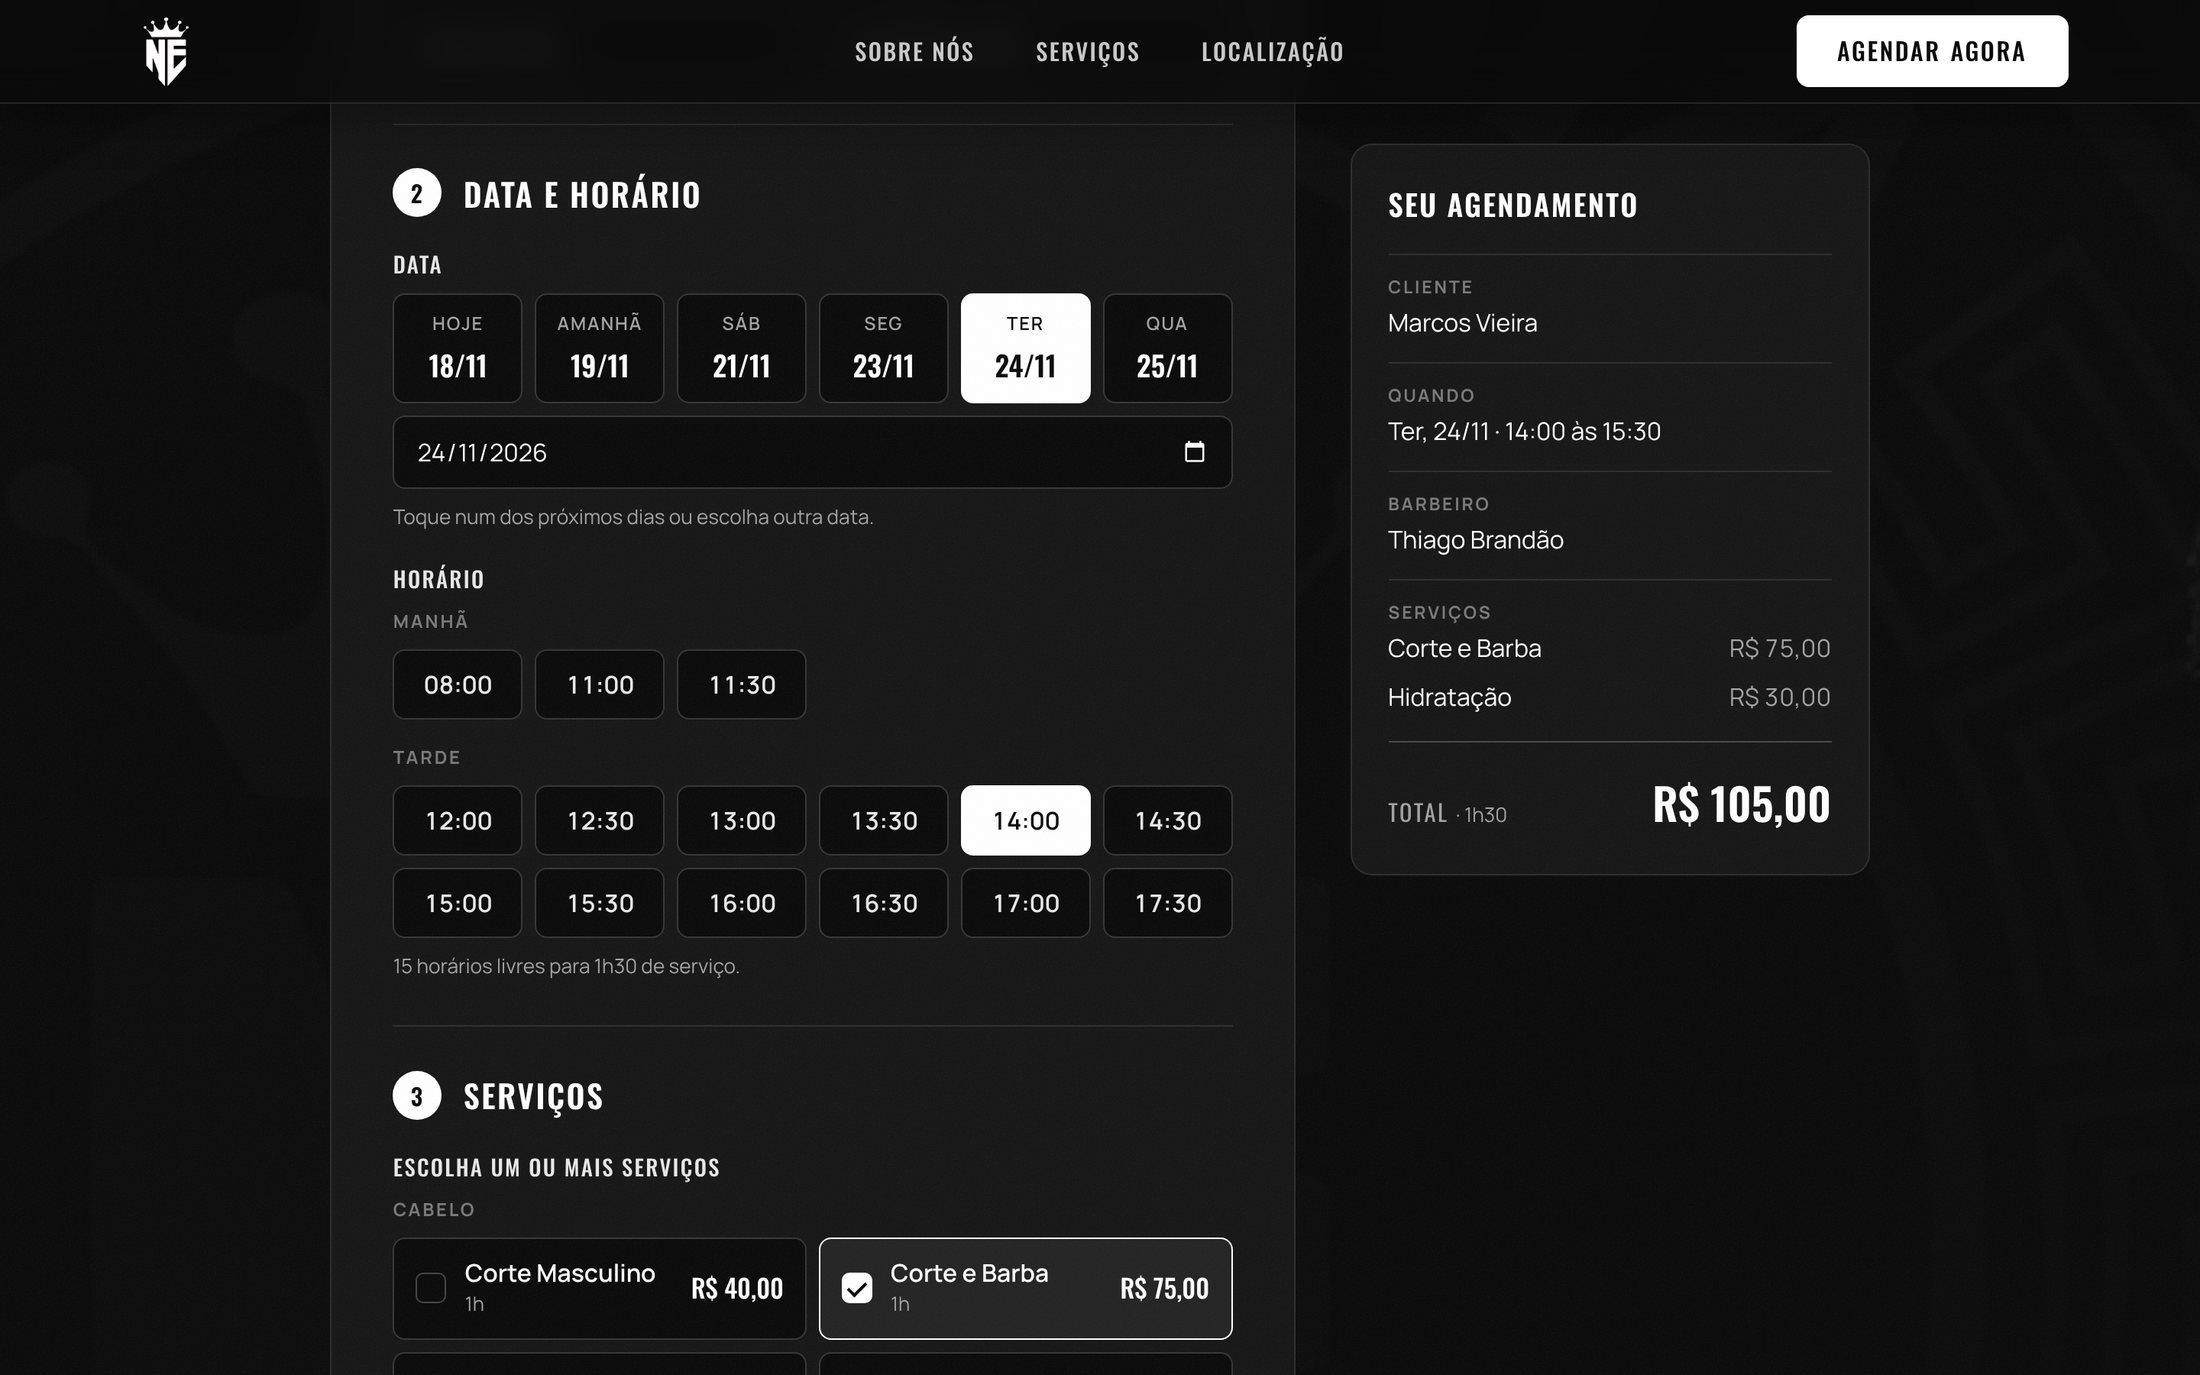 NE
SOBRE NÓS
SERVIÇOS
LOCALIZAÇÃO
AGENDAR AGORA
2
DATA E HORÁRIO
DATA
HOJE
18/11
AMANHÃ
19/11
SÁB
21/11
SEG
23/11
TER
24/11
QUA
25/11
24/11/2026
Toque num dos próximos dias ou escolha outra data.
HORÁRIO
MANHÃ
08:00
11:00
11:30
TARDE
12:00
12:30
13:00
13:30
14:00
14:30
15:00
15:30
16:00
16:30
17:00
17:30
15 horários livres para 1h30 de serviço.
3
SERVIÇOS
ESCOLHA UM OU MAIS SERVIÇOS
CABELO
Corte Masculino
1h
R$ 40,00
Corte e Barba
1h
R$ 75,00
SEU AGENDAMENTO
CLIENTE
Marcos Vieira
QUANDO
Ter, 24/11 · 14:00 às 15:30
BARBEIRO
Thiago Brandão
SERVIÇOS
Corte e Barba R$ 75,00
Hidratação R$ 30,00
TOTAL · 1h30 R$ 105,00